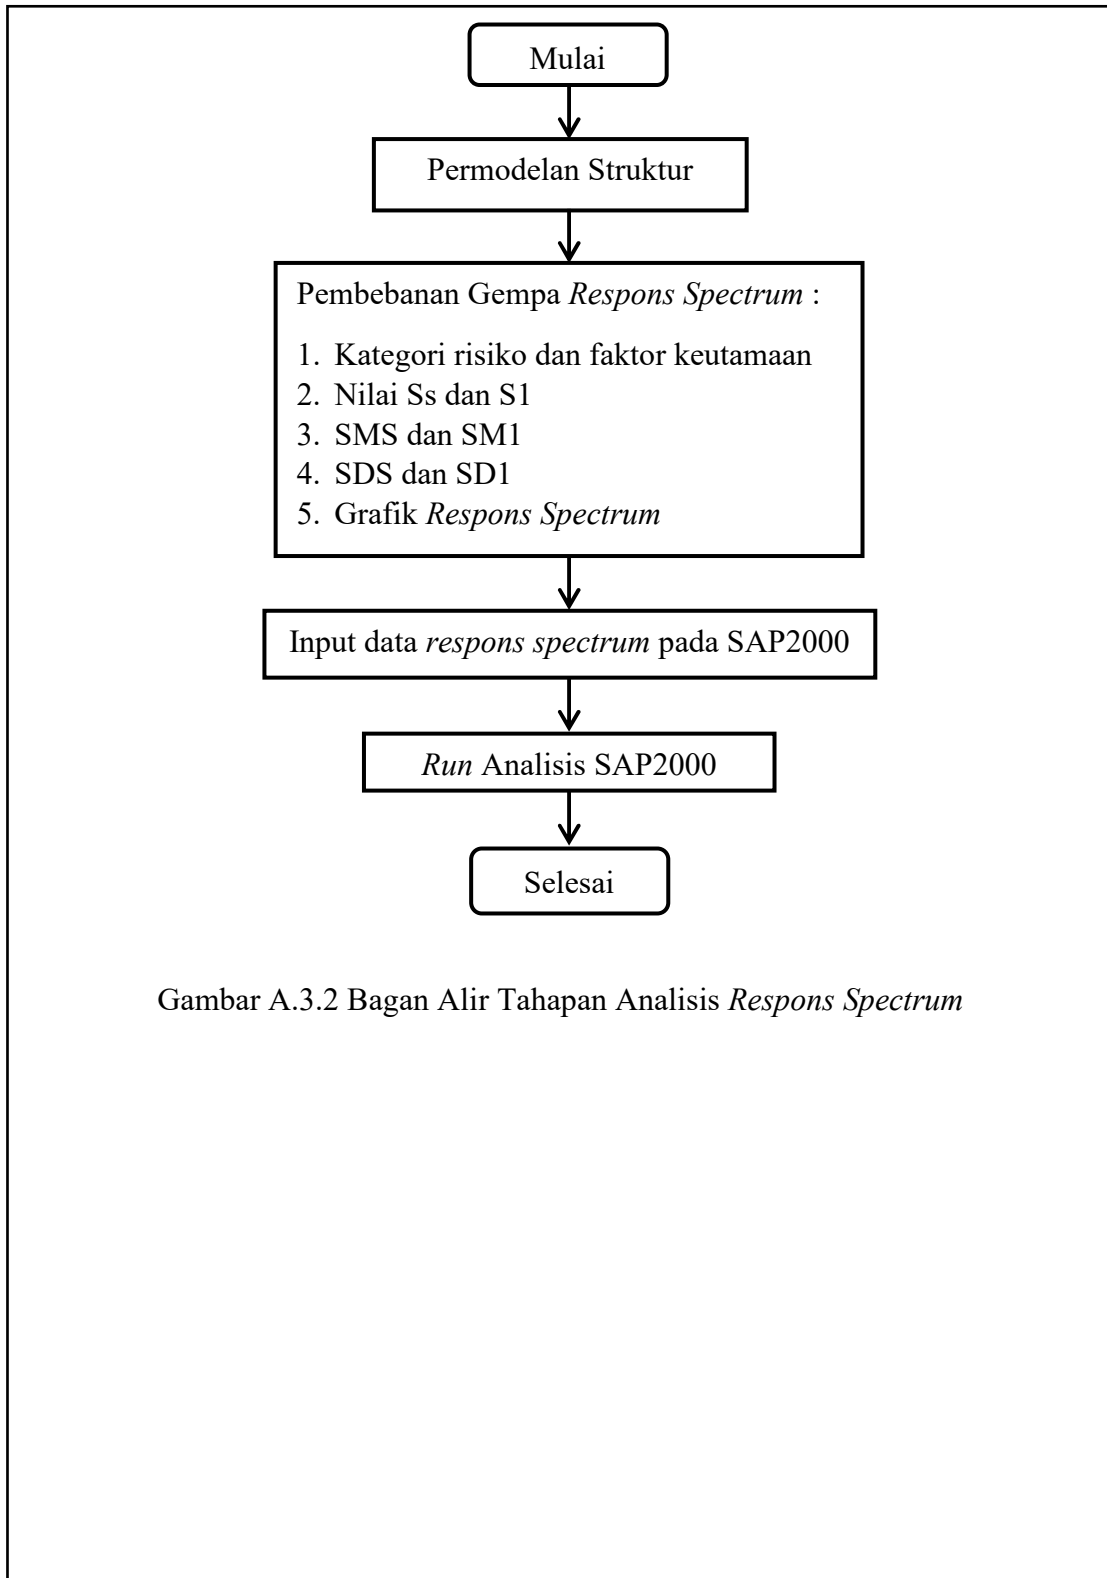 Mulai
Permodelan Struktur
Pembebanan Gempa Respons Spectrum :
1. Kategori risiko dan faktor keutamaan
2. Nilai Ss dan S1
3. SMS dan SM1
4. SDS dan SD1
5. Grafik Respons Spectrum
Input data respons spectrum pada SAP2000
Run Analisis SAP2000
Selesai
Gambar A.3.2 Bagan Alir Tahapan Analisis Respons Spectrum